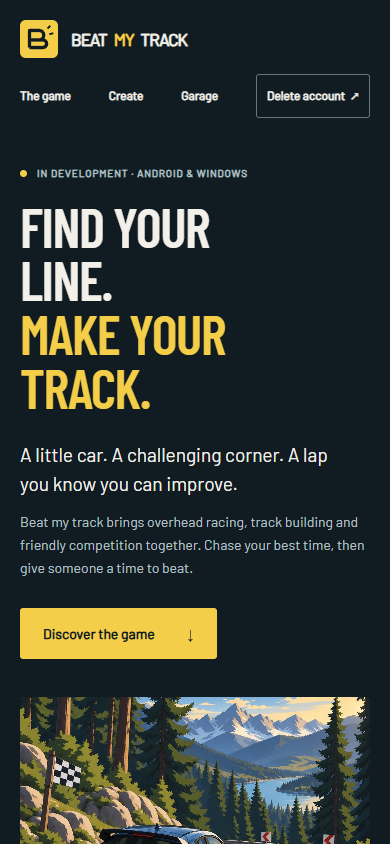 BEAT MY TRACK
The game Create Garage Delete account ↗
IN DEVELOPMENT · ANDROID & WINDOWS
FIND YOUR
LINE.
MAKE YOUR
TRACK.
A little car. A challenging corner. A lap
you know you can improve.
Beat my track brings overhead racing, track building and
friendly competition together. Chase your best time, then
give someone a time to beat.
Discover the game ↓